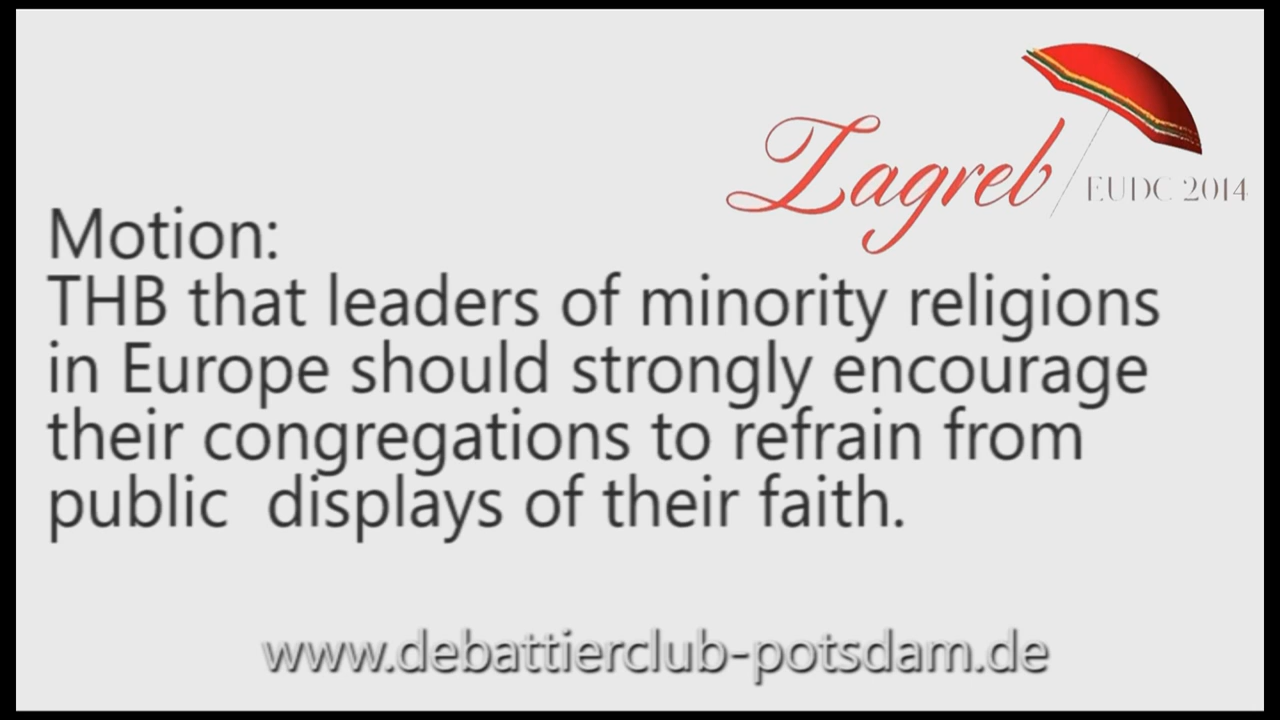 Zagreb
EUDC 2014
Motion:
THB that leaders of minority religions
in Europe should strongly encourage
their congregations to refrain from
public  displays of their faith.
www.debattierclub-potsdam.de